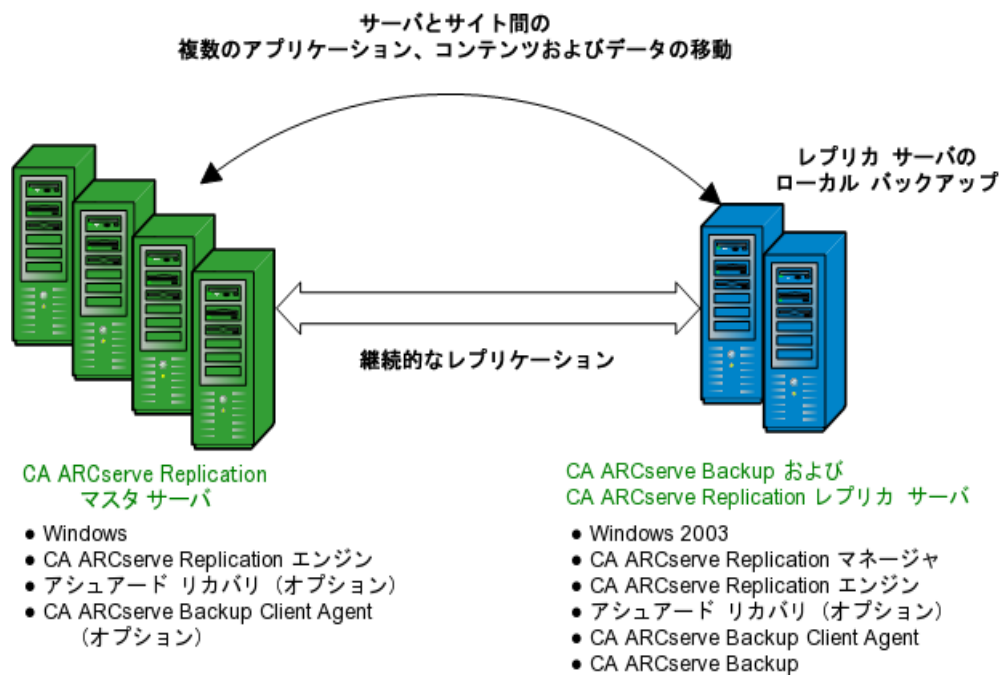 サーバとサイト間の
複数のアプリケーション、コンテンツおよびデータの移動
レプリカ サーバの
ローカル バックアップ
継続的なレプリケーション
CA ARCserve Replication
マスタ サーバ
● Windows
● CA ARCserve Replication エンジン
● アシュアード リカバリ（オプション）
● CA ARCserve Backup Client Agent
（オプション）
CA ARCserve Backup および
CA ARCserve Replication レプリカ サーバ
● Windows 2003
● CA ARCserve Replication マネージャ
● CA ARCserve Replication エンジン
● アシュアード リカバリ（オプション）
● CA ARCserve Backup Client Agent
● CA ARCserve Backup